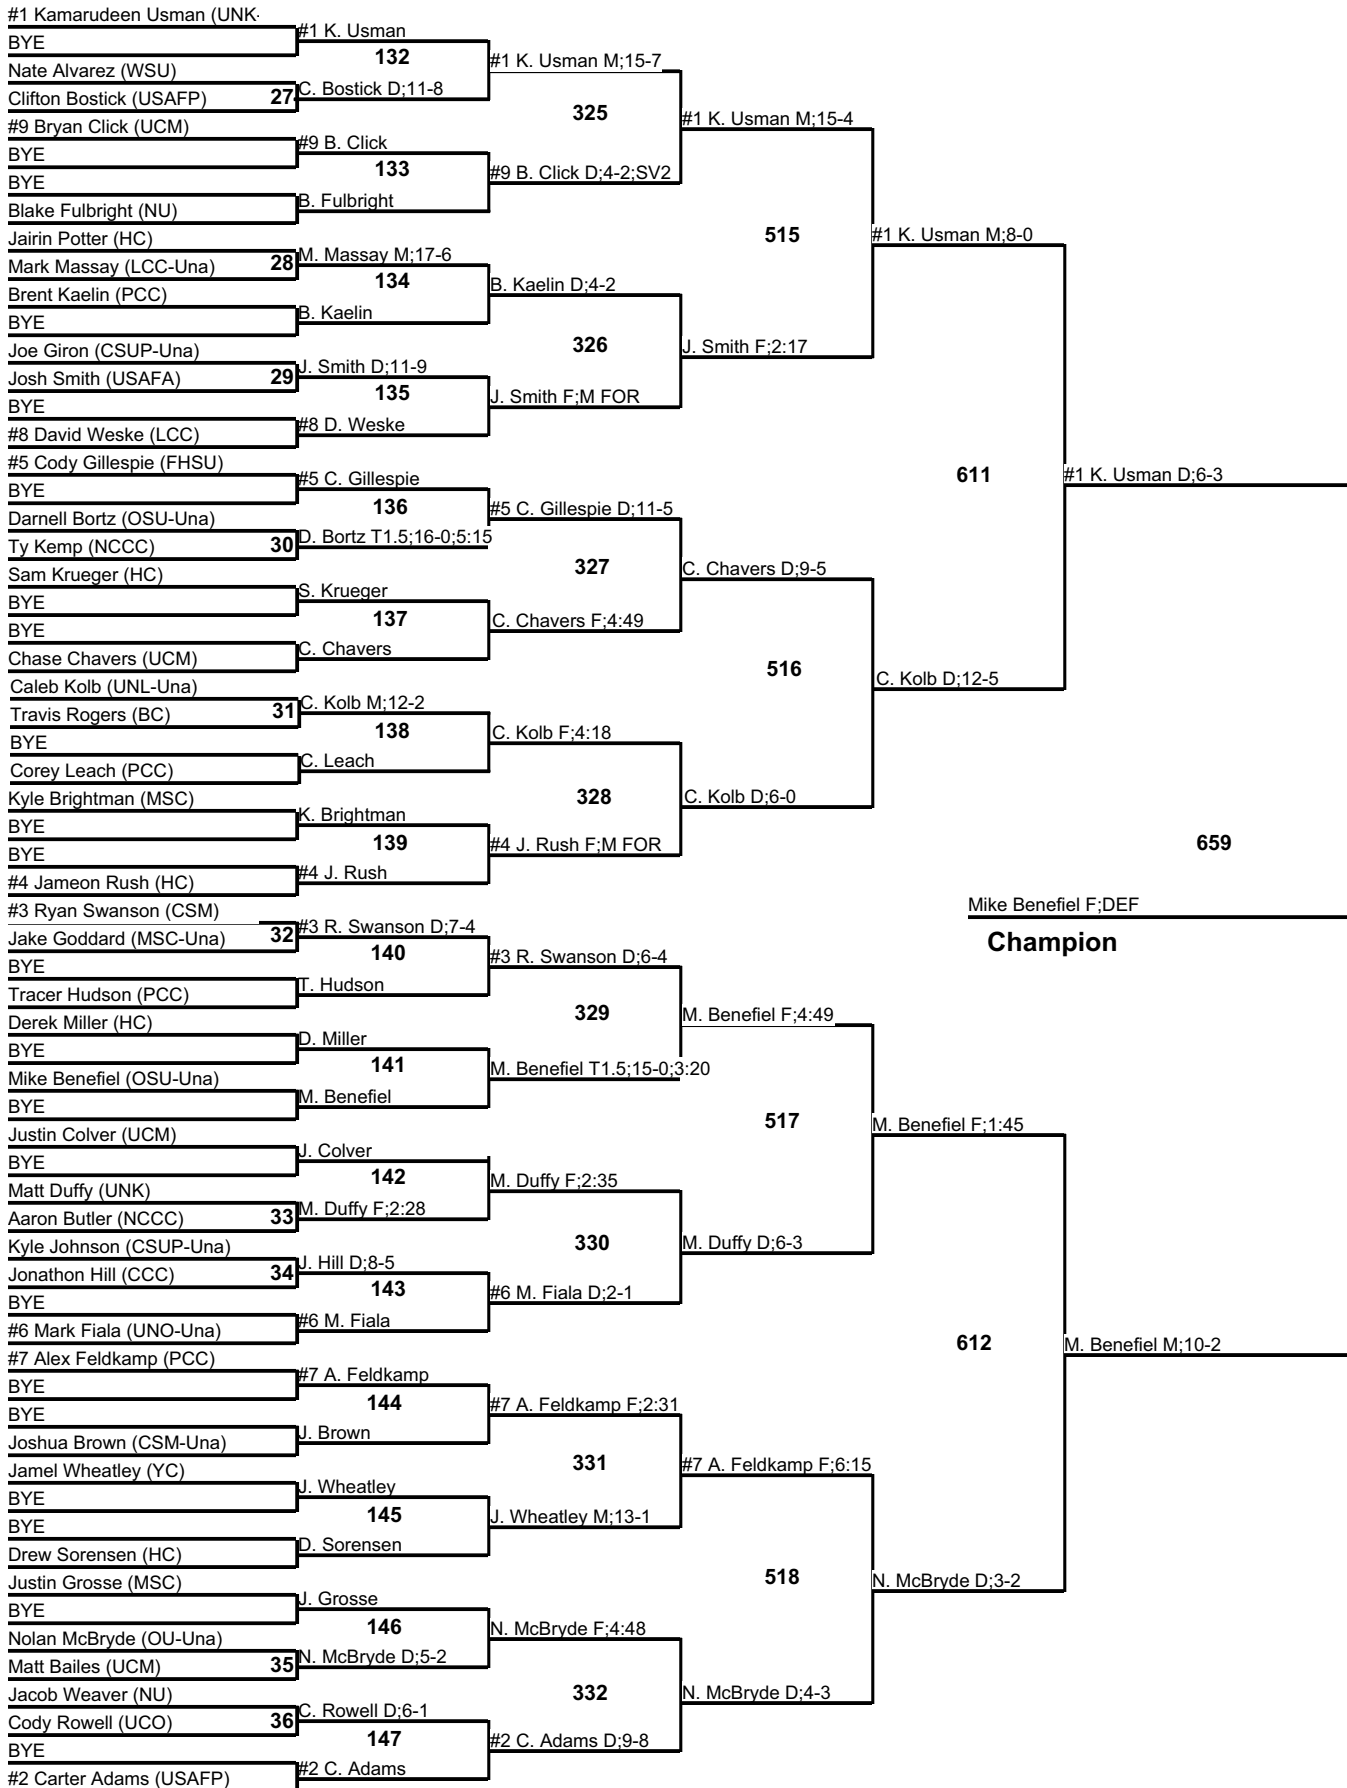 #1 Kamarudeen Usman (UNK-
BYE
Nate Alvarez (WSU)
Clifton Bostick (USAFP)
#9 Bryan Click (UCM)
BYE
BYE
Blake Fulbright (NU)
Jairin Potter (HC)
Mark Massay (LCC-Una)
Brent Kaelin (PCC)
BYE
Joe Giron (CSUP-Una)
Josh Smith (USAFA)
BYE
#8 David Weske (LCC)
#5 Cody Gillespie (FHSU)
BYE
Darnell Bortz (OSU-Una)
Ty Kemp (NCCC)
Sam Krueger (HC)
BYE
BYE
Chase Chavers (UCM)
Caleb Kolb (UNL-Una)
Travis Rogers (BC)
BYE
Corey Leach (PCC)
Kyle Brightman (MSC)
BYE
BYE
#4 Jameon Rush (HC)
#3 Ryan Swanson (CSM)
Jake Goddard (MSC-Una)
BYE
Tracer Hudson (PCC)
Derek Miller (HC)
BYE
Mike Benefiel (OSU-Una)
BYE
Justin Colver (UCM)
BYE
Matt Duffy (UNK)
Aaron Butler (NCCC)
Kyle Johnson (CSUP-Una)
Jonathon Hill (CCC)
BYE
#6 Mark Fiala (UNO-Una)
#7 Alex Feldkamp (PCC)
BYE
BYE
Joshua Brown (CSM-Una)
Jamel Wheatley (YC)
BYE
BYE
Drew Sorensen (HC)
Justin Grosse (MSC)
BYE
Nolan McBryde (OU-Una)
Matt Bailes (UCM)
Jacob Weaver (NU)
Cody Rowell (UCO)
BYE
#2 Carter Adams (USAFP)
27
28
29
30
31
32
33
34
35
36
#1 K. Usman
132
C. Bostick D;11-8
#9 B. Click
133
B. Fulbright
M. Massay M;17-6
134
B. Kaelin
J. Smith D;11-9
135
#8 D. Weske
#5 C. Gillespie
136
D. Bortz T1.5;16-0;5:15
S. Krueger
137
C. Chavers
C. Kolb M;12-2
138
C. Leach
K. Brightman
139
#4 J. Rush
#3 R. Swanson D;7-4
140
T. Hudson
D. Miller
141
M. Benefiel
J. Colver
142
M. Duffy F;2:28
J. Hill D;8-5
143
#6 M. Fiala
#7 A. Feldkamp
144
J. Brown
J. Wheatley
145
D. Sorensen
J. Grosse
146
N. McBryde D;5-2
C. Rowell D;6-1
147
#2 C. Adams
#1 K. Usman M;15-7
325
#9 B. Click D;4-2;SV2
B. Kaelin D;4-2
326
J. Smith F;M FOR
#5 C. Gillespie D;11-5
327
C. Chavers F;4:49
C. Kolb F;4:18
328
#4 J. Rush F;M FOR
#3 R. Swanson D;6-4
329
M. Benefiel T1.5;15-0;3:20
M. Duffy F;2:35
330
#6 M. Fiala D;2-1
#7 A. Feldkamp F;2:31
331
J. Wheatley M;13-1
N. McBryde F;4:48
332
#2 C. Adams D;9-8
#1 K. Usman M;15-4
515
J. Smith F;2:17
C. Chavers D;9-5
516
C. Kolb D;6-0
M. Benefiel F;4:49
517
M. Duffy D;6-3
#7 A. Feldkamp F;6:15
518
N. McBryde D;4-3
#1 K. Usman M;8-0
611
C. Kolb D;12-5
M. Benefiel F;1:45
612
N. McBryde D;3-2
#1 K. Usman D;6-3
659
M. Benefiel M;10-2
Mike Benefiel F;DEF
Champion